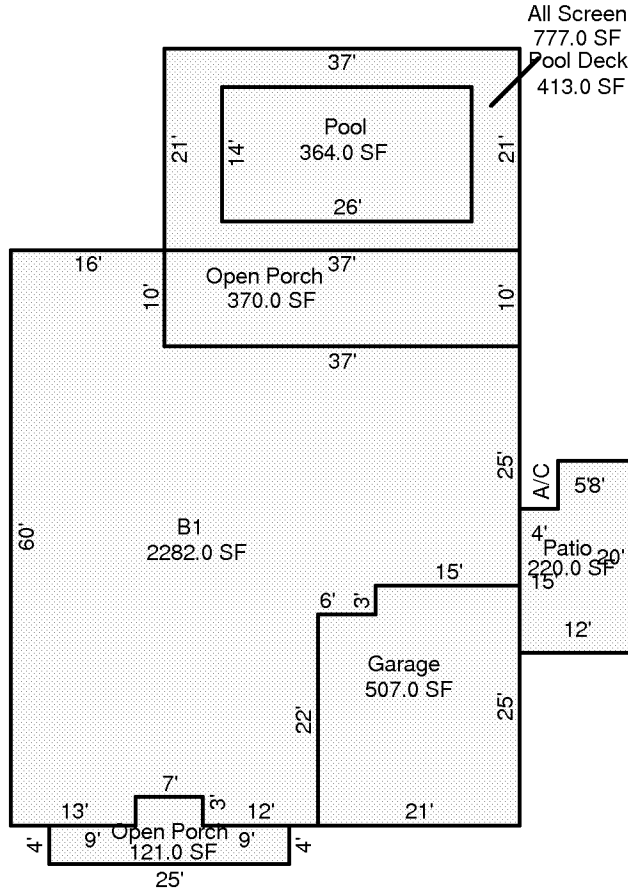 All Screen
777.0 SF
Pool Deck
413.0 SF
37'
21'
14'
Pool
364.0 SF
21'
26'
16'
37'
Open Porch
370.0 SF
10'
10'
37'
25'
A/C
5'8'
60'
B1
2282.0 SF
4'
Patio
20'
220.0 SF
15'
15'
6'
3'
12'
Garage
507.0 SF
22'
25'
7'
3'
13'
12'
21'
4'
9'
Open Porch
9'
4'
121.0 SF
25'